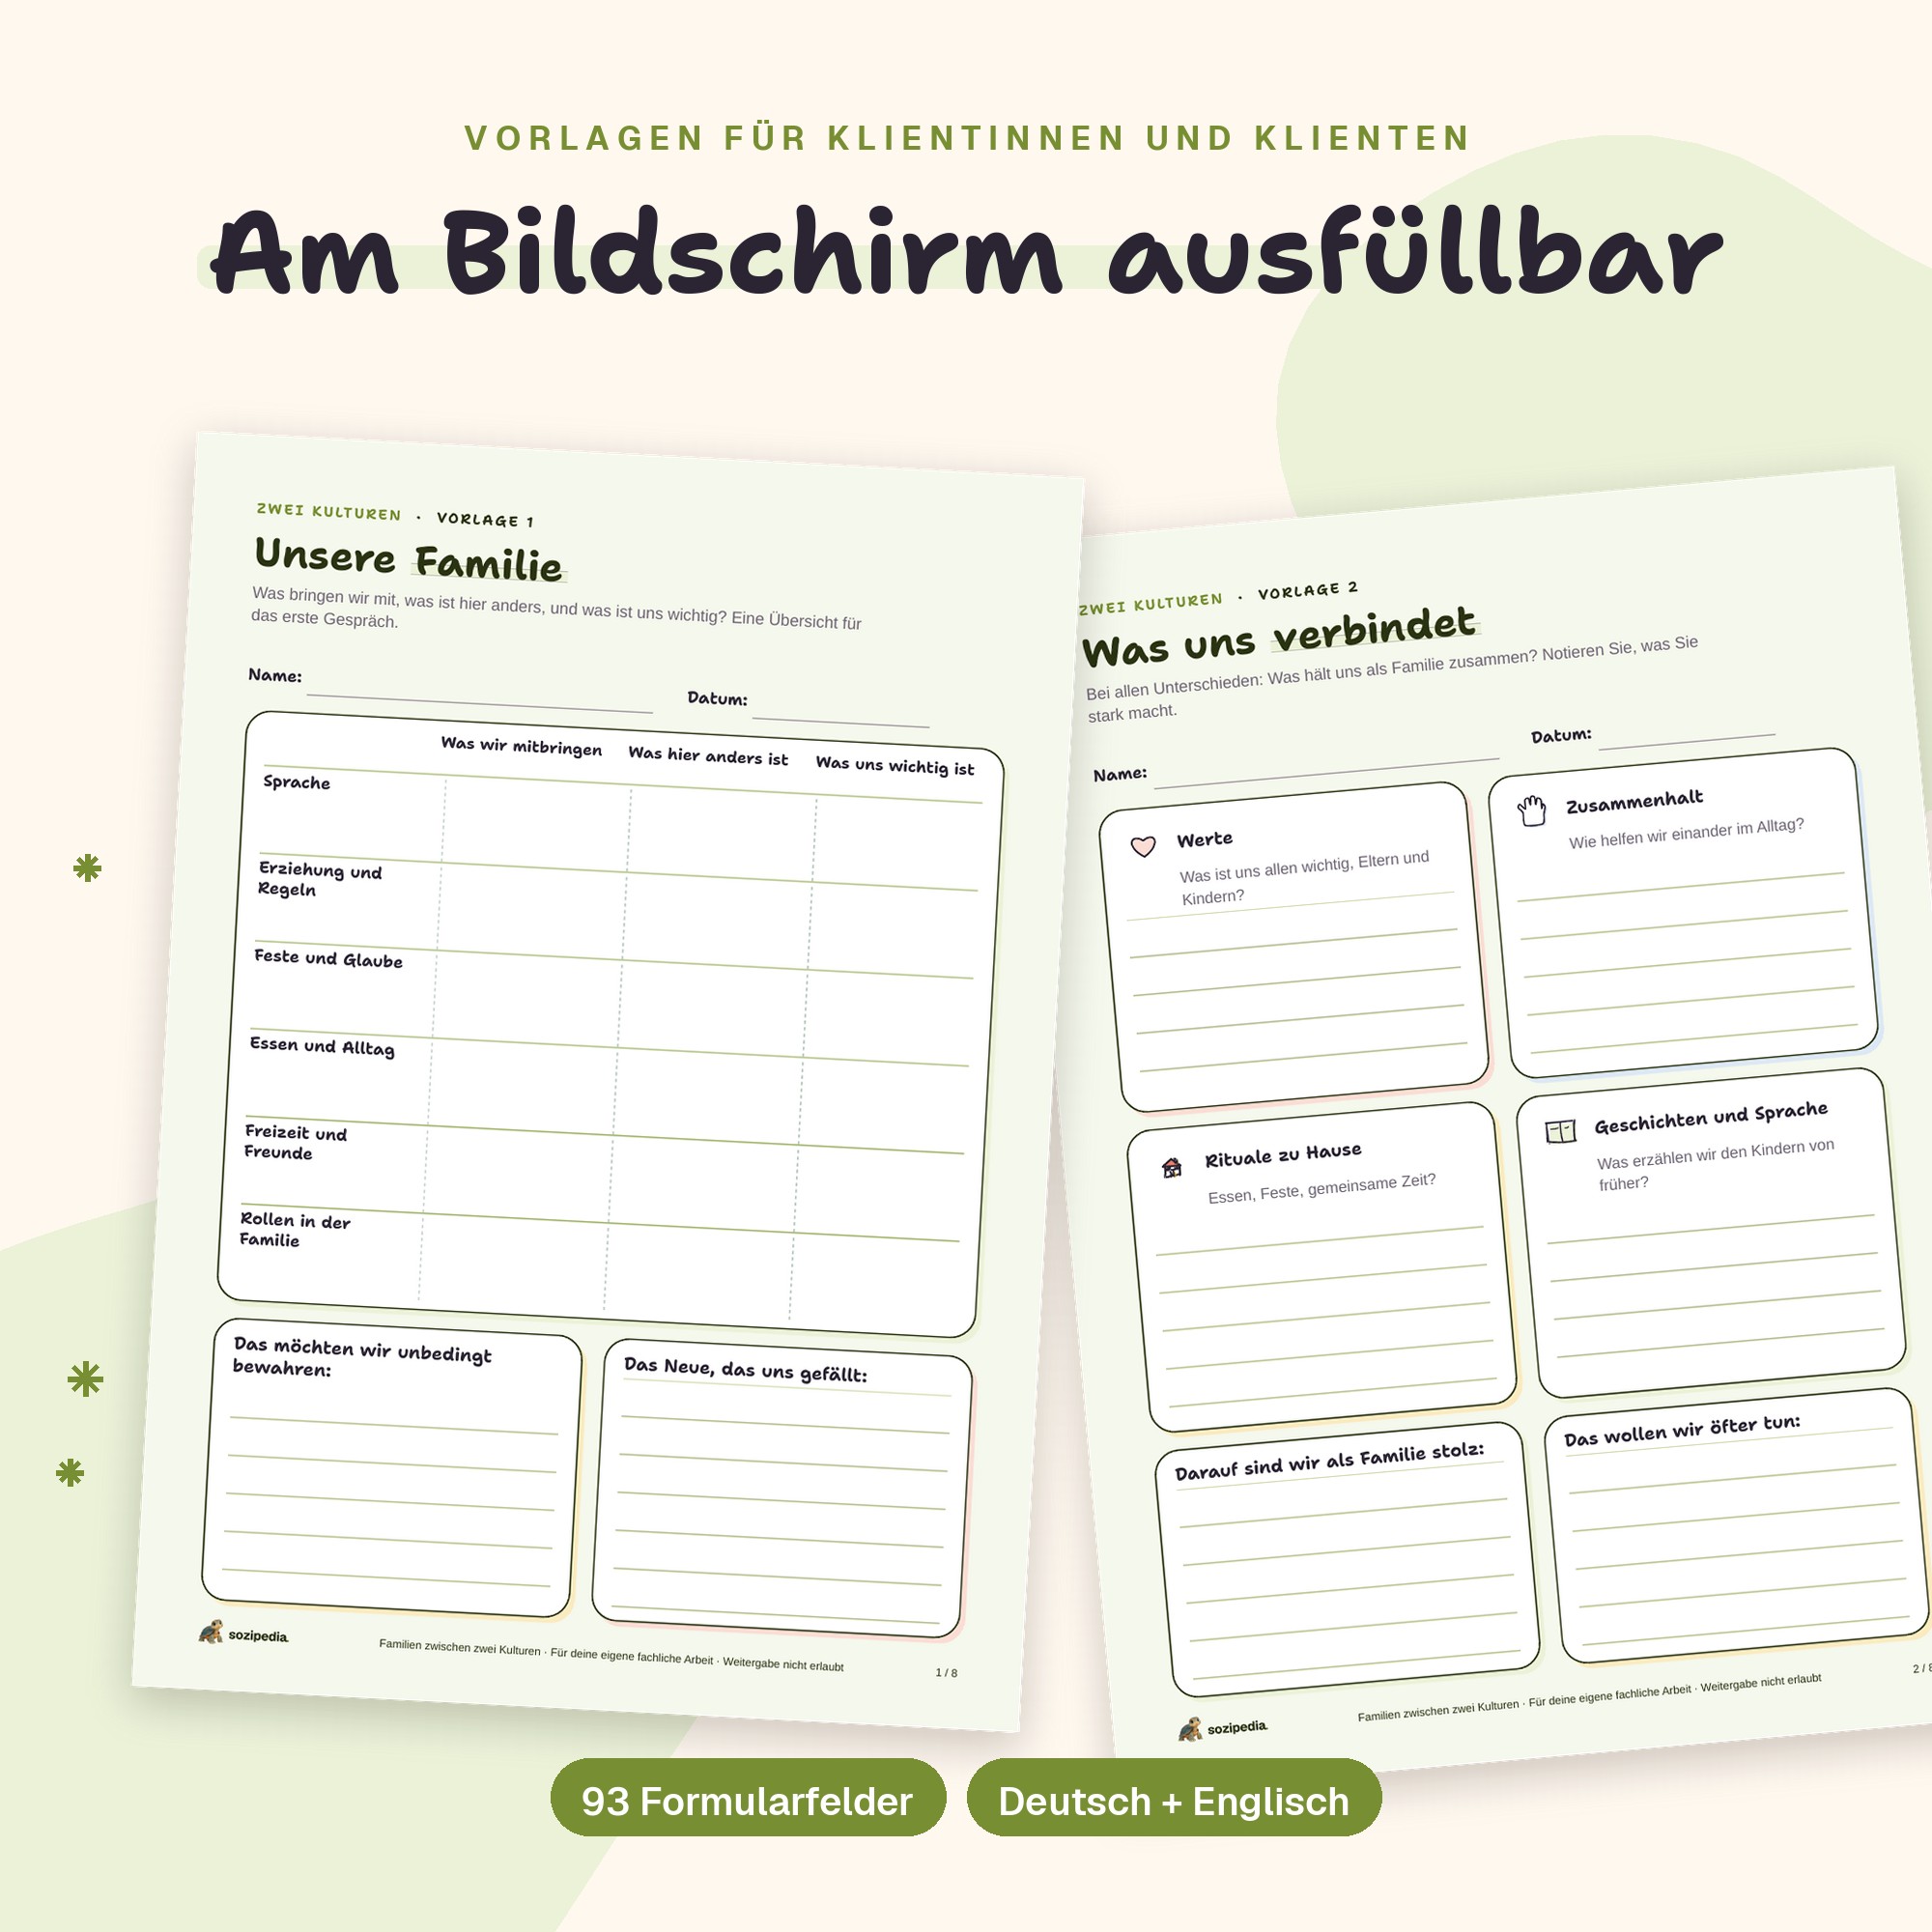 VORLAGEN FÜR KLIENTINNEN UND KLIENTEN
Am Bildschirm ausfüllbar
ZWEI KULTUREN · VORLAGE 1
Unsere Familie
Was bringen wir mit, was ist hier anders, und was ist uns wichtig? Eine Übersicht für
das erste Gespräch.
Name:
Datum:
Was wir mitbringen
Was hier anders ist
Was uns wichtig ist
Sprache
Erziehung und
Regeln
Feste und Glaube
Essen und Alltag
Freizeit und
Freunde
Rollen in der
Familie
Das möchten wir unbedingt
bewahren:
Das Neue, das uns gefällt:
sozipedia.
Familien zwischen zwei Kulturen · Für deine eigene fachliche Arbeit · Weitergabe nicht erlaubt
1 / 8
ZWEI KULTUREN · VORLAGE 2
Was uns verbindet
Bei allen Unterschieden: Was hält uns als Familie zusammen? Notieren Sie, was Sie
stark macht.
Name:
Datum:
Werte
Was ist uns allen wichtig, Eltern und
Kindern?
Zusammenhalt
Wie helfen wir einander im Alltag?
Rituale zu Hause
Essen, Feste, gemeinsame Zeit?
Geschichten und Sprache
Was erzählen wir den Kindern von
früher?
Darauf sind wir als Familie stolz:
Das wollen wir öfter tun:
sozipedia.
Familien zwischen zwei Kulturen · Für deine eigene fachliche Arbeit · Weitergabe nicht erlaubt
2 / 8
93 Formularfelder
Deutsch + Englisch